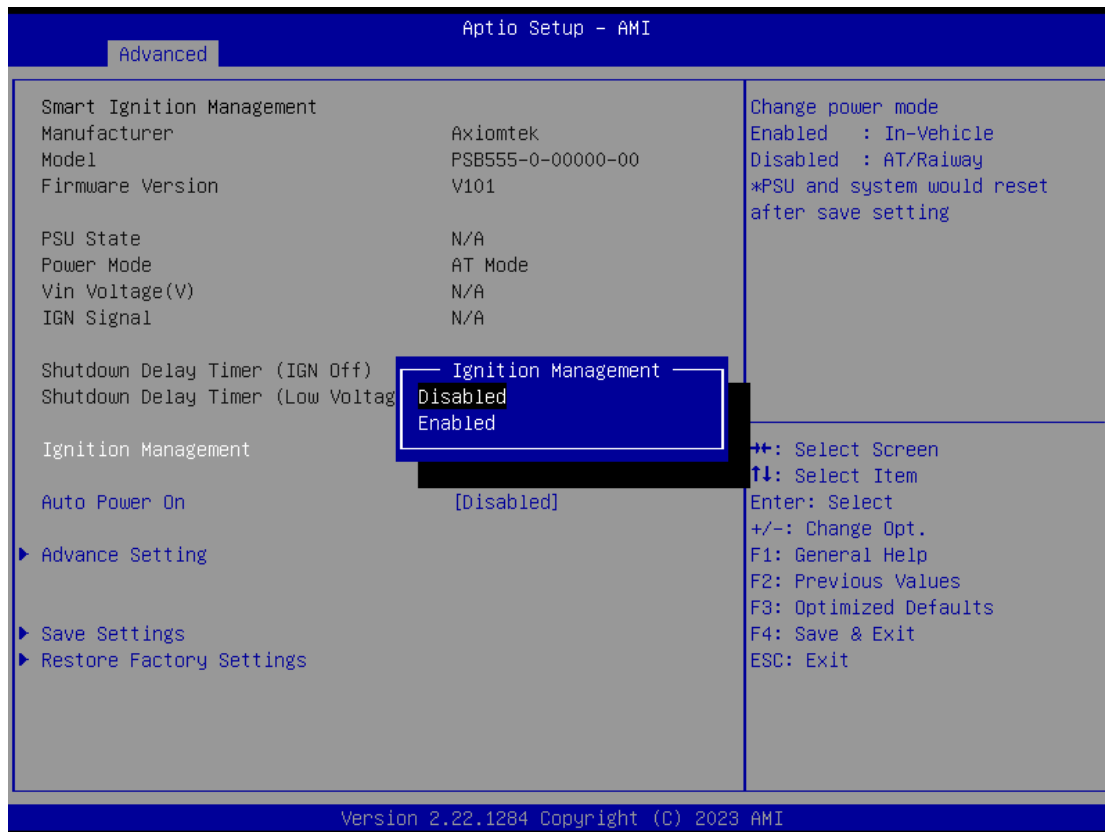 Aptio Setup – AMI
Advanced
Smart Ignition Management
Manufacturer Axiomtek
Model PSB555-0-00000-00
Firmware Version V101
PSU State N/A
Power Mode AT Mode
Vin Voltage(V) N/A
IGN Signal N/A
Shutdown Delay Timer (IGN Off)
Shutdown Delay Timer (Low Voltag
Ignition Management
Disabled
Enabled
Ignition Management
Auto Power On [Disabled]
Advance Setting
Save Settings
Restore Factory Settings
Change power mode
Enabled : In-Vehicle
Disabled : AT/Raiway
*PSU and system would reset
after save setting
→←: Select Screen
↑↓: Select Item
Enter: Select
+/-: Change Opt.
F1: General Help
F2: Previous Values
F3: Optimized Defaults
F4: Save & Exit
ESC: Exit
Version 2.22.1284 Copyright (C) 2023 AMI